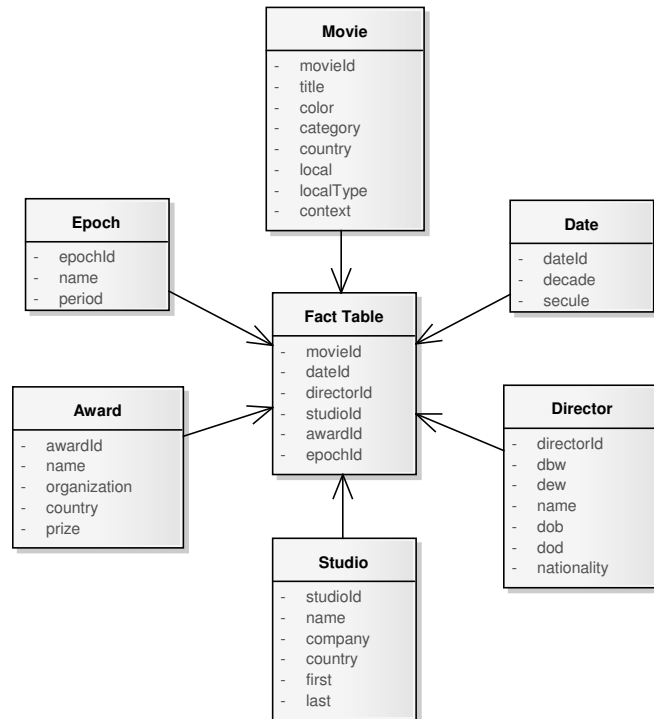 Movie
- movieId
- title
- color
- category
- country
- local
- localType
- context
Epoch
- epochId
- name
- period
Date
- dateId
- decade
- secule
Fact Table
- movieId
- dateId
- directorId
- studioId
- awardId
- epochId
Award
- awardId
- name
- organization
- country
- prize
Director
- directorId
- dbw
- dew
- name
- dob
- dod
- nationality
Studio
- studioId
- name
- company
- country
- first
- last